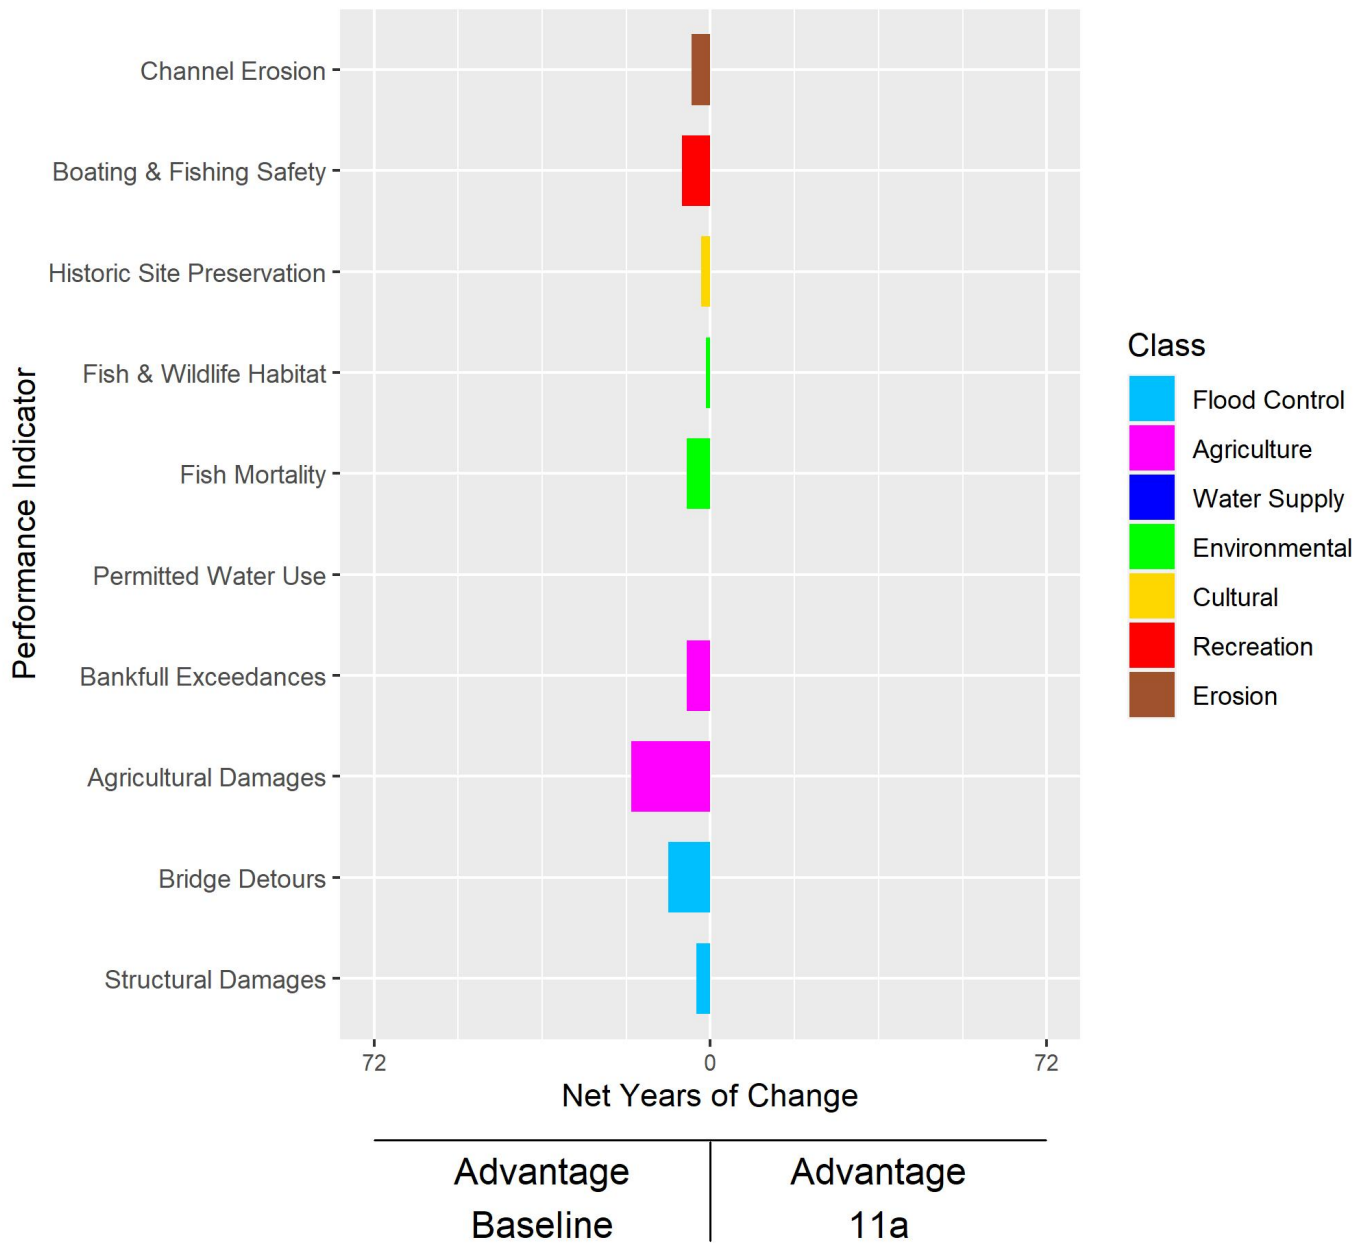 Channel Erosion
Boating & Fishing Safety
Historic Site Preservation
Fish & Wildlife Habitat
Fish Mortality
Permitted Water Use
Bankfull Exceedances
Agricultural Damages
Bridge Detours
Structural Damages
Performance Indicator
72 0 72
Net Years of Change
Advantage Advantage
Baseline 11a
Class
Flood Control
Agriculture
Water Supply
Environmental
Cultural
Recreation
Erosion